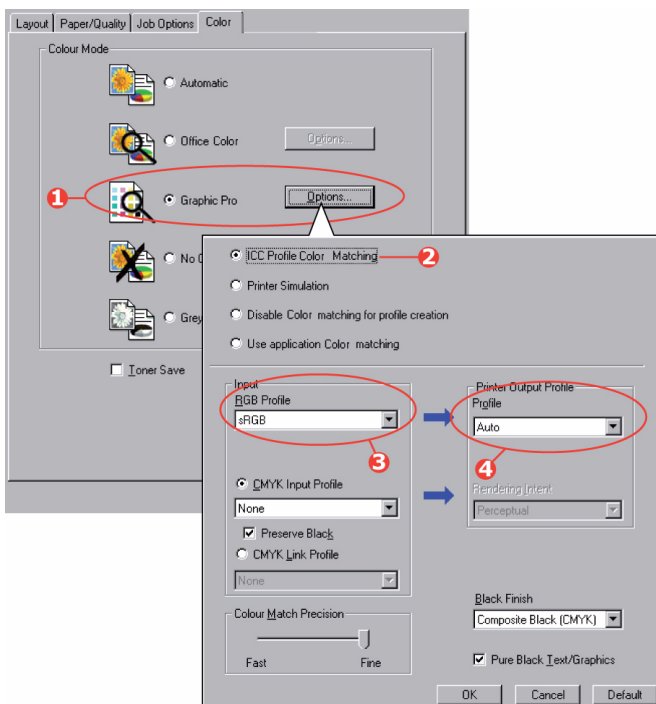 Layout Paper/Quality Job Options Color
Colour Mode
Automatic
Office Color Options...
1 Graphic Pro Options...
No C
Grey
Toner Save
ICC Profile Color Matching 2
Printer Simulation
Disable Color matching for profile creation
Use application Color matching
Input
RGB Profile
sRGB
3
Printer Output Profile
Profile
Auto
4
CMYK Input Profile
None
Preserve Black
CMYK Link Profile
None
Rendering Intent
Perceptual
Colour Match Precision
Fast Fine
Black Finish
Composite Black (CMYK)
Pure Black Text/Graphics
OK Cancel Default